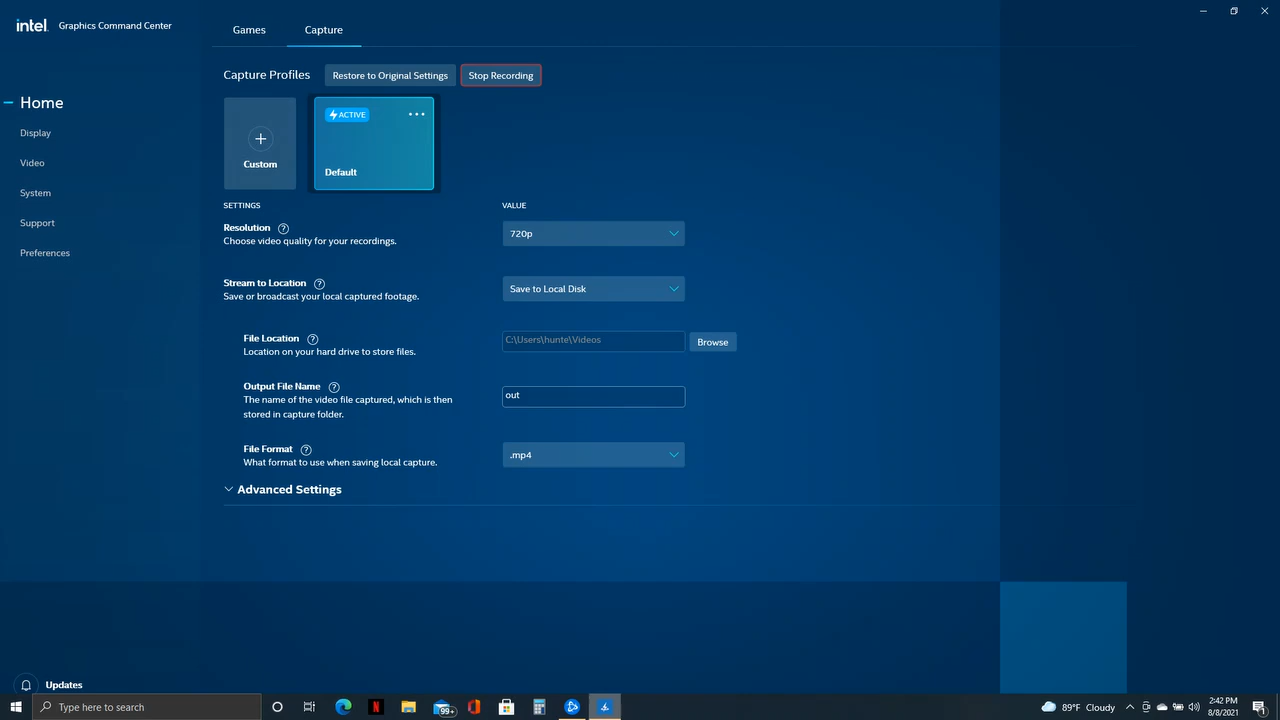 intel. Graphics Command Center
Games Capture
Capture Profiles Restore to Original Settings Stop Recording
Home
Display
Video
System
Support
Preferences
ACTIVE
Custom
Default
SETTINGS VALUE
Resolution ?
Choose video quality for your recordings.
720p
Stream to Location ?
Save or broadcast your local captured footage.
Save to Local Disk
File Location ?
Location on your hard drive to store files.
C:\Users\hunte\Videos Browse
Output File Name ?
The name of the video file captured, which is then
stored in capture folder.
out
File Format ?
What format to use when saving local capture.
.mp4
Advanced Settings
Updates
Type here to search
N
99+
89°F Cloudy
2:42 PM
8/8/2021